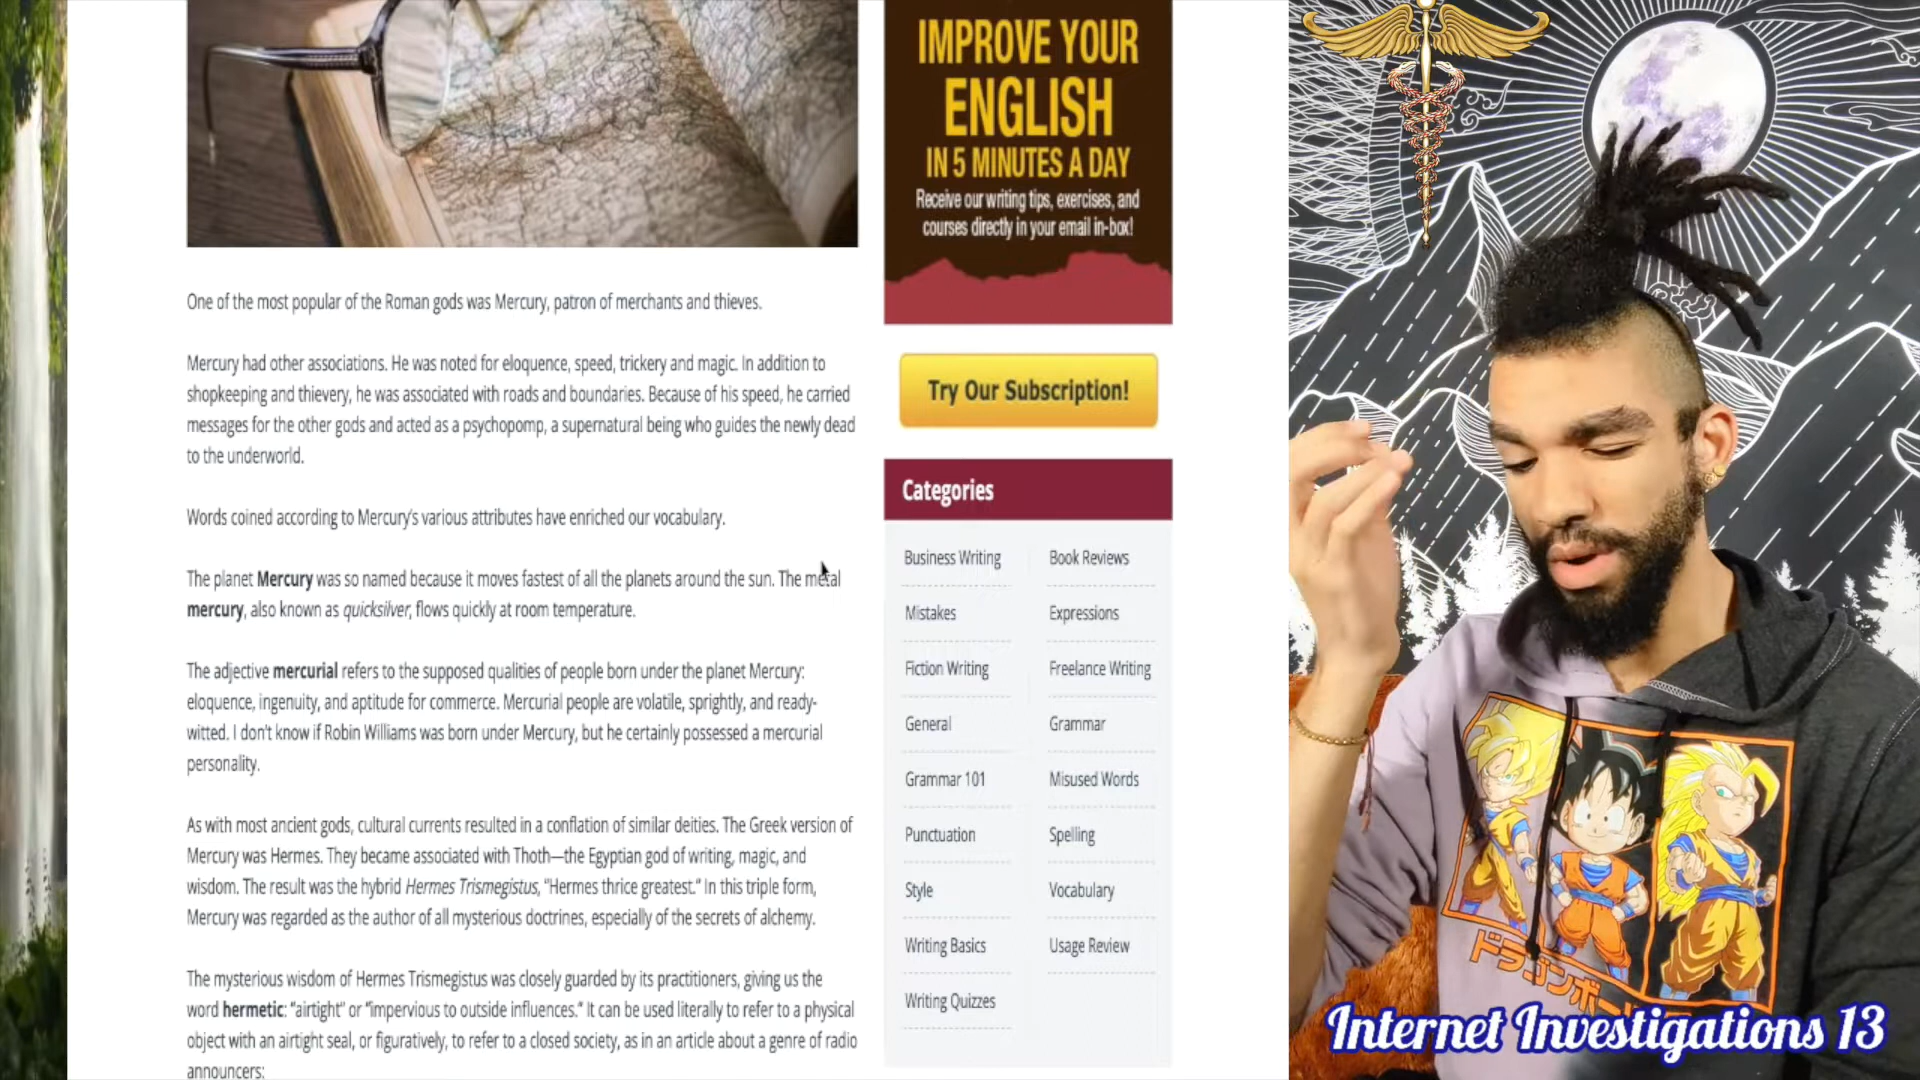 IMPROVE YOUR
ENGLISH
IN 5 MINUTES A DAY
Receive our writing tips, exercises, and
courses directly in your email in-box!
One of the most popular of the Roman gods was Mercury, patron of merchants and thieves.
Mercury had other associations. He was noted for eloquence, speed, trickery and magic. In addition to
shopkeeping and thievery, he was associated with roads and boundaries. Because of his speed, he carried
messages for the other gods and acted as a psychopomp, a supernatural being who guides the newly dead
to the underworld.
Words coined according to Mercury's various attributes have enriched our vocabulary.
The planet Mercury was so named because it moves fastest of all the planets around the sun. The metal
mercury, also known as quicksilver, flows quickly at room temperature.
The adjective mercurial refers to the supposed qualities of people born under the planet Mercury:
eloquence, ingenuity, and aptitude for commerce. Mercurial people are volatile, sprightly, and ready-
witted. I don't know if Robin Williams was born under Mercury, but he certainly possessed a mercurial
personality.
As with most ancient gods, cultural currents resulted in a conflation of similar deities. The Greek version of
Mercury was Hermes. They became associated with Thoth—the Egyptian god of writing, magic, and
wisdom. The result was the hybrid Hermes Trismegistus, "Hermes thrice greatest." In this triple form,
Mercury was regarded as the author of all mysterious doctrines, especially of the secrets of alchemy.
The mysterious wisdom of Hermes Trismegistus was closely guarded by its practitioners, giving us the
word hermetic: "airtight" or "impervious to outside influences." It can be used literally to refer to a physical
object with an airtight seal, or figuratively, to refer to a closed society, as in an article about a genre of radio
announcers:
Try Our Subscription!
Categories
Business Writing Book Reviews
Mistakes Expressions
Fiction Writing Freelance Writing
General Grammar
Grammar 101 Misused Words
Punctuation Spelling
Style Vocabulary
Writing Basics Usage Review
Writing Quizzes
ドラゴンボー
Internet Investigations 13